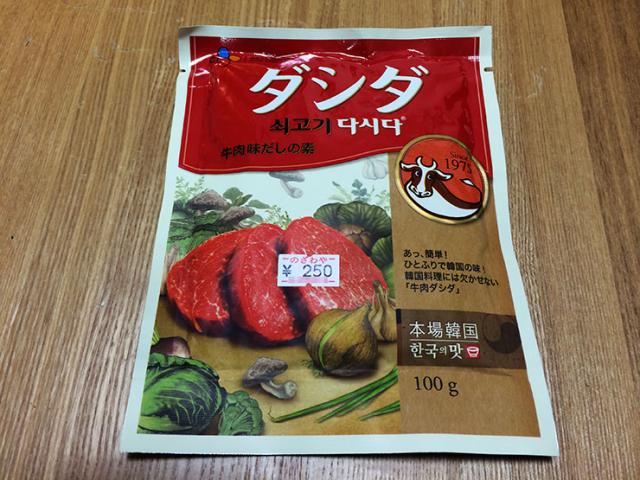 ダシダ
쇠고기 다시다®
牛肉味だしの素
Since
1975
のざわや
¥ 250
あっ、簡単!
ひとふりで韓国の味!
韓国料理には欠かせない
「牛肉ダシダ」
本場韓国
한국의 맛
100g